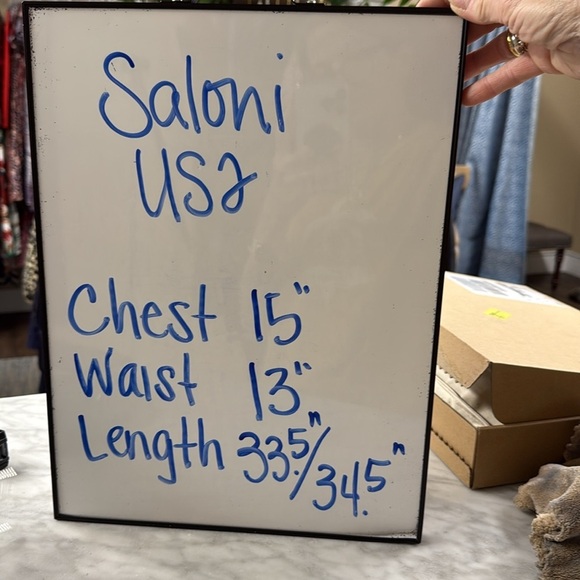 Saloni
US2
Chest 15"
Waist 13"
Length 33.5"/34.5"